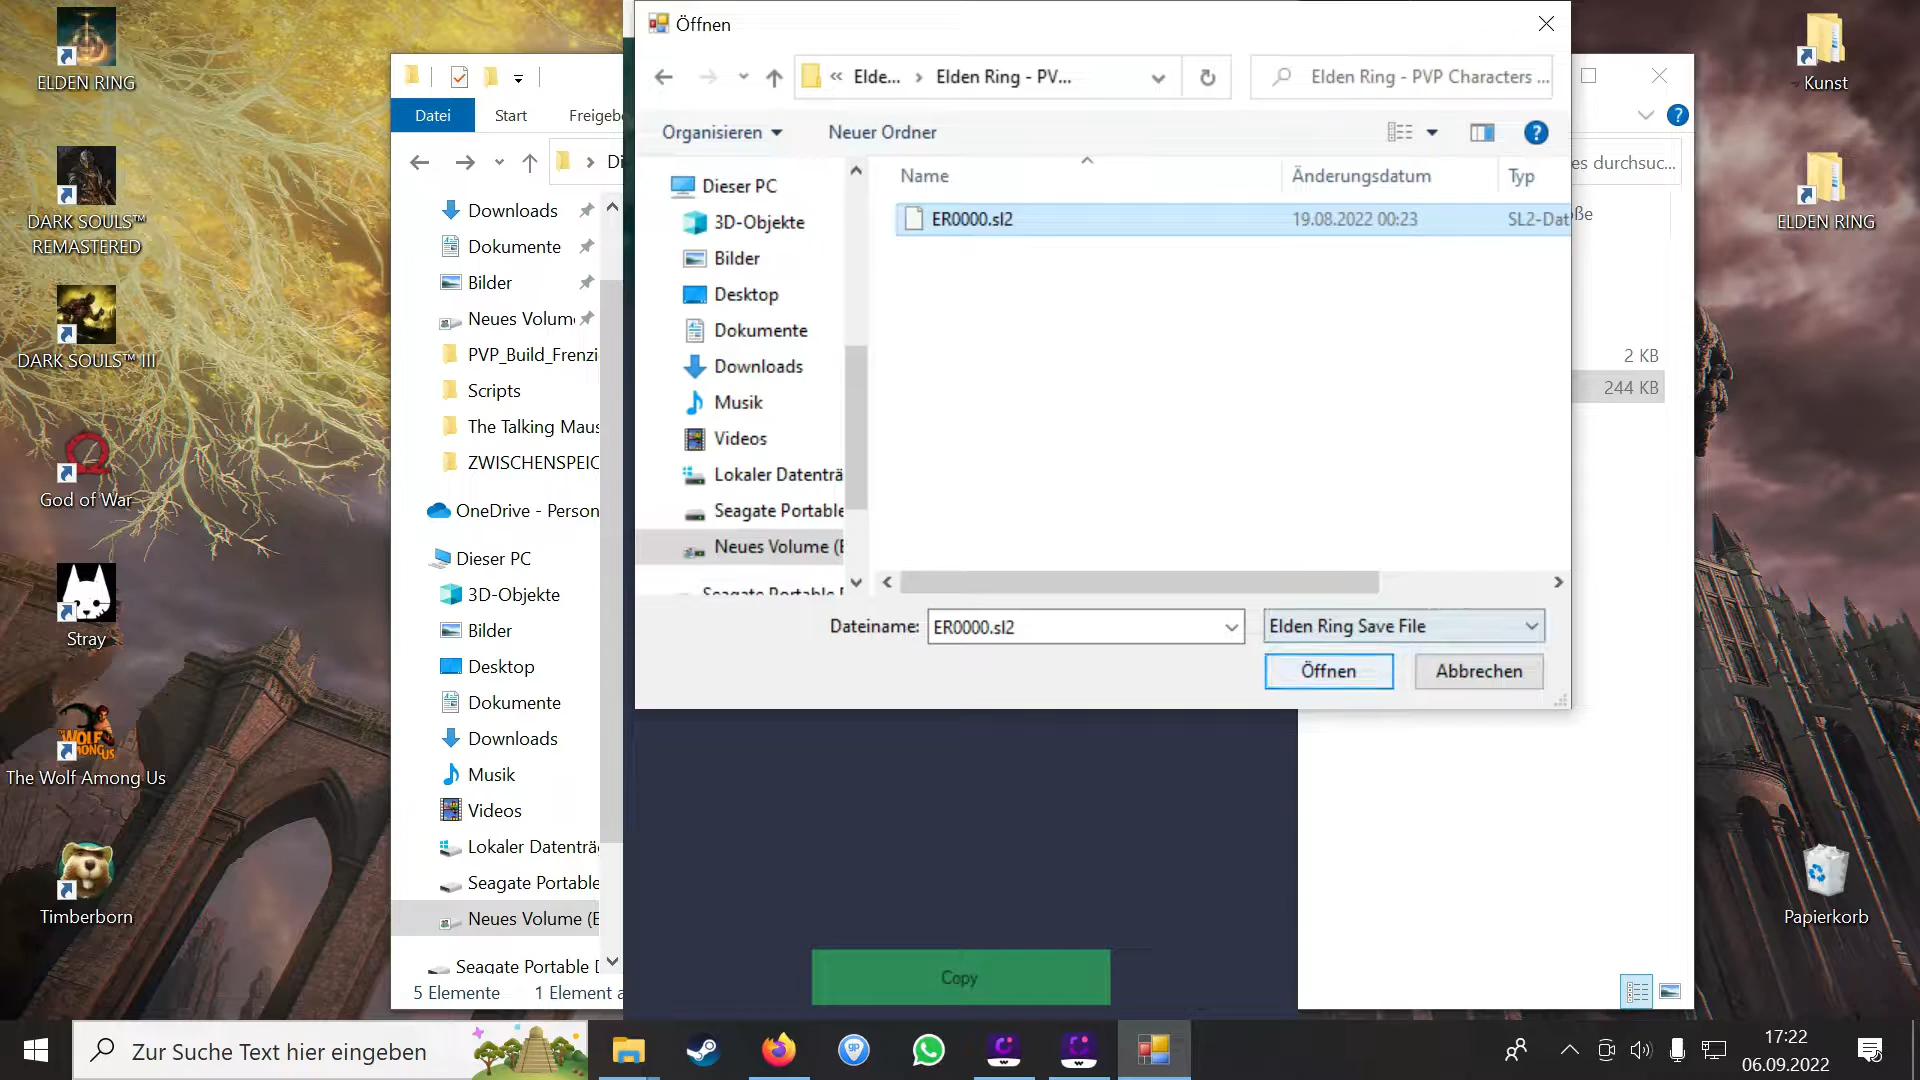 ELDEN RING
DARK SOULS™
REMASTERED
DARK SOULS™ III
God of War
Stray
The Wolf Among Us
Timberborn
Datei
Start
Freigebe
Downloads
Dokumente
Bilder
Neues Volum
PVP_Build_Frenzi
Scripts
The Talking Maus
ZWISCHENSPEIC
OneDrive - Person
Dieser PC
3D-Objekte
Bilder
Desktop
Dokumente
Downloads
Musik
Videos
Lokaler Datenträ
Seagate Portable
Neues Volume (E
Seagate Portable D
5 Elemente
1 Element a
Öffnen
« Elde... › Elden Ring - PV...
Elden Ring - PVP Characters ...
Organisieren
Neuer Ordner
Dieser PC
3D-Objekte
Bilder
Desktop
Dokumente
Downloads
Musik
Videos
Lokaler Datenträ
Seagate Portable
Neues Volume (E
Name
Änderungsdatum
Typ
ER0000.sl2
19.08.2022 00:23
SL2-Dat
Dateiname:
ER0000.sl2
Elden Ring Save File
Öffnen
Abbrechen
Copy
es durchsuc...
2 KB
244 KB
Kunst
ELDEN RING
Papierkorb
Zur Suche Text hier eingeben
17:22
06.09.2022